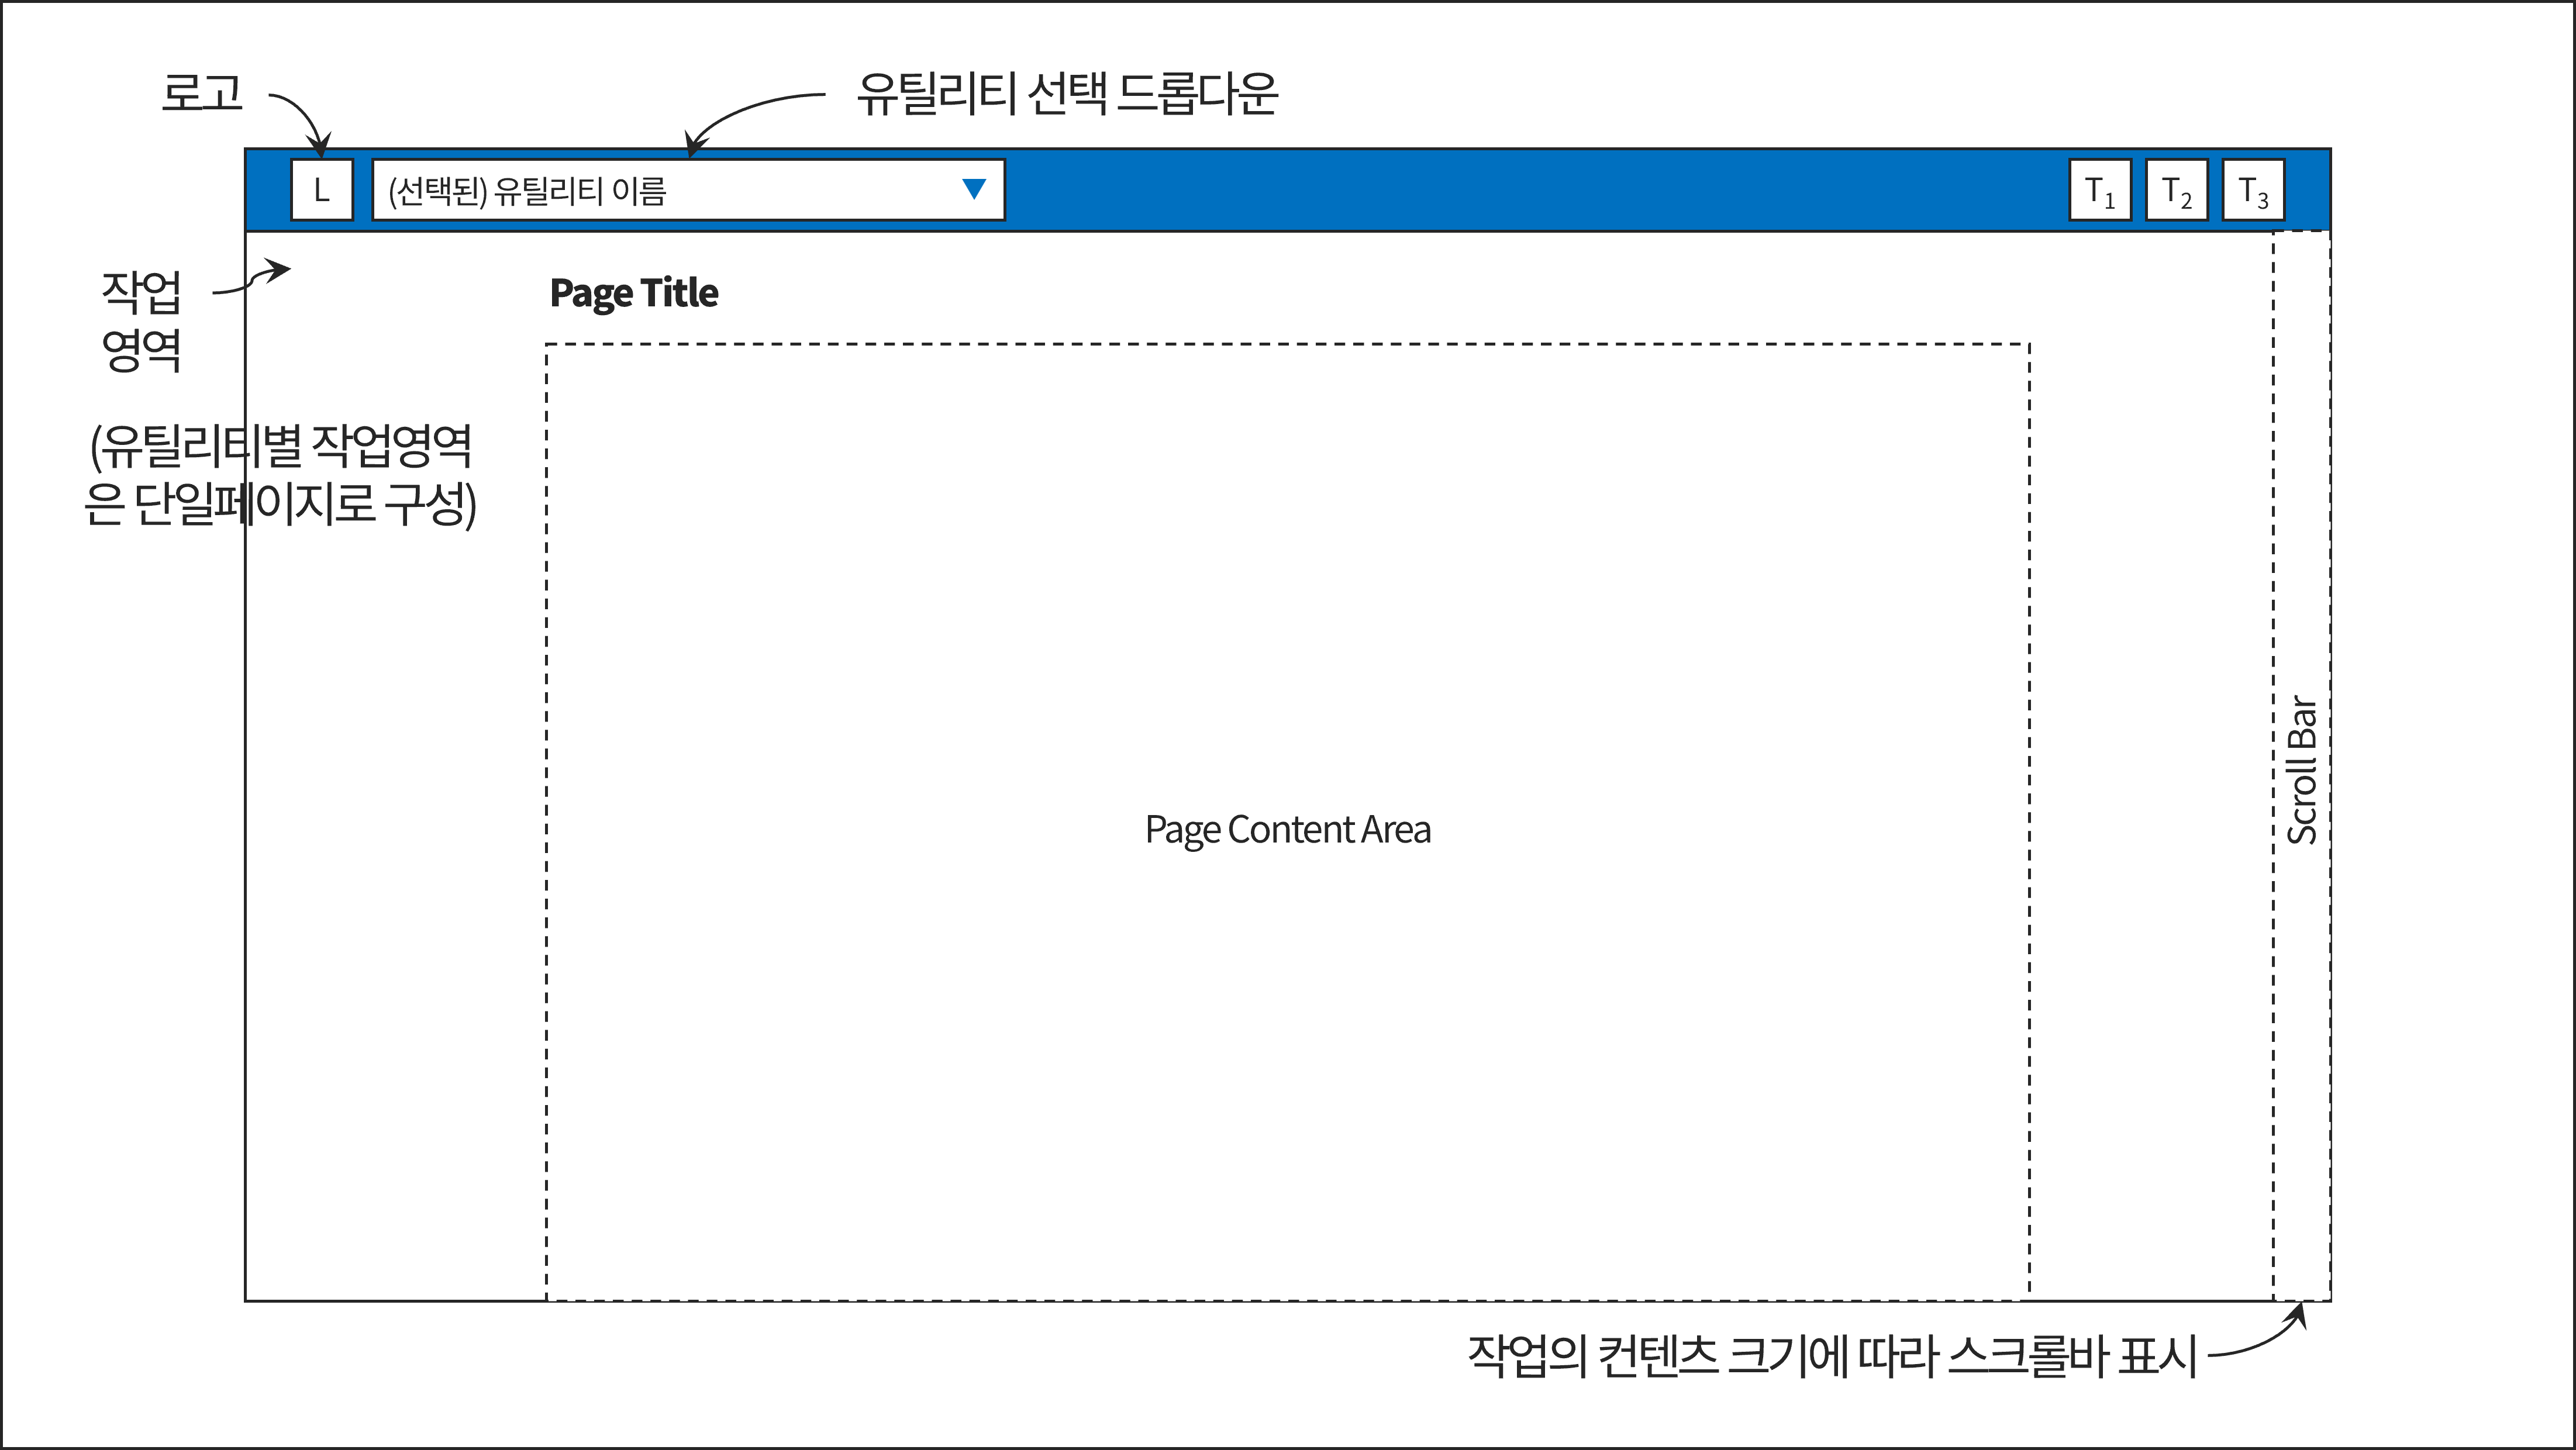 로고
유틸리티 선택 드롭다운
L
(선택된) 유틸리티 이름
T1
T2
T3
작업
영역
Page Title
(유틸리티별 작업영역
은 단일페이지로 구성)
Page Content Area
Scroll Bar
작업의 컨텐츠 크기에 따라 스크롤바 표시